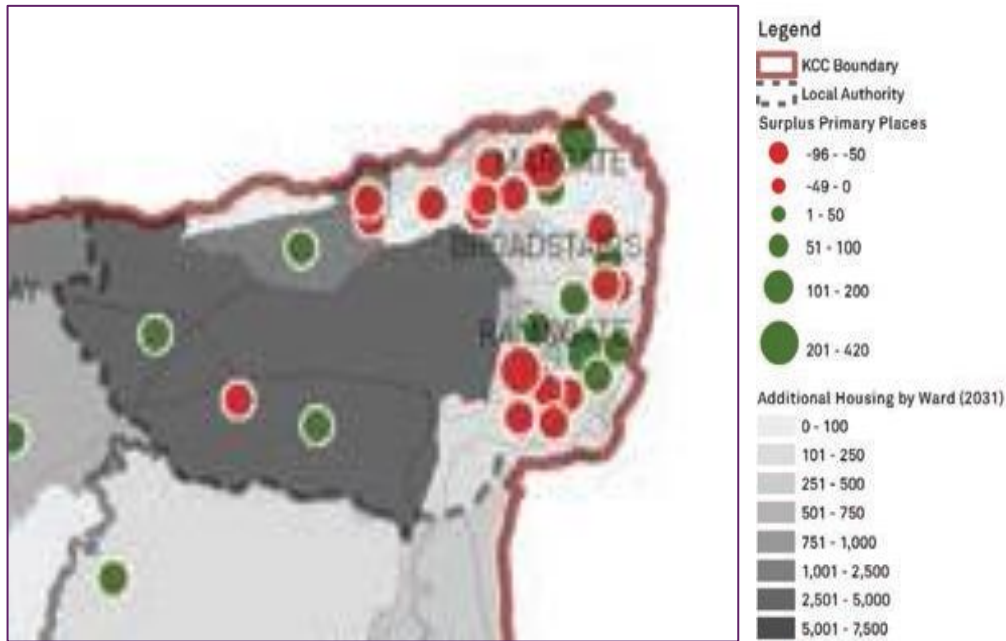 BROADSTAIRS
Legend
KCC Boundary
Local Authority
Surplus Primary Places
-96 - -50
-49 - 0
1 - 50
51 - 100
101 - 200
201 - 420
Additional Housing by Ward (2031)
0 - 100
101 - 250
251 - 500
501 - 750
751 - 1,000
1,001 - 2,500
2,501 - 5,000
5,001 - 7,500